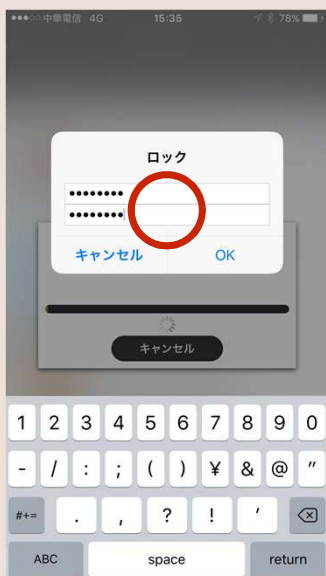 中華電信 4G 15:35 78%
ロック
••••••••
••••••••
キャンセル OK
キャンセル
1 2 3 4 5 6 7 8 9 0
- / : ; ( ) ¥ & @ "
#+= . , ? ! '
ABC space return